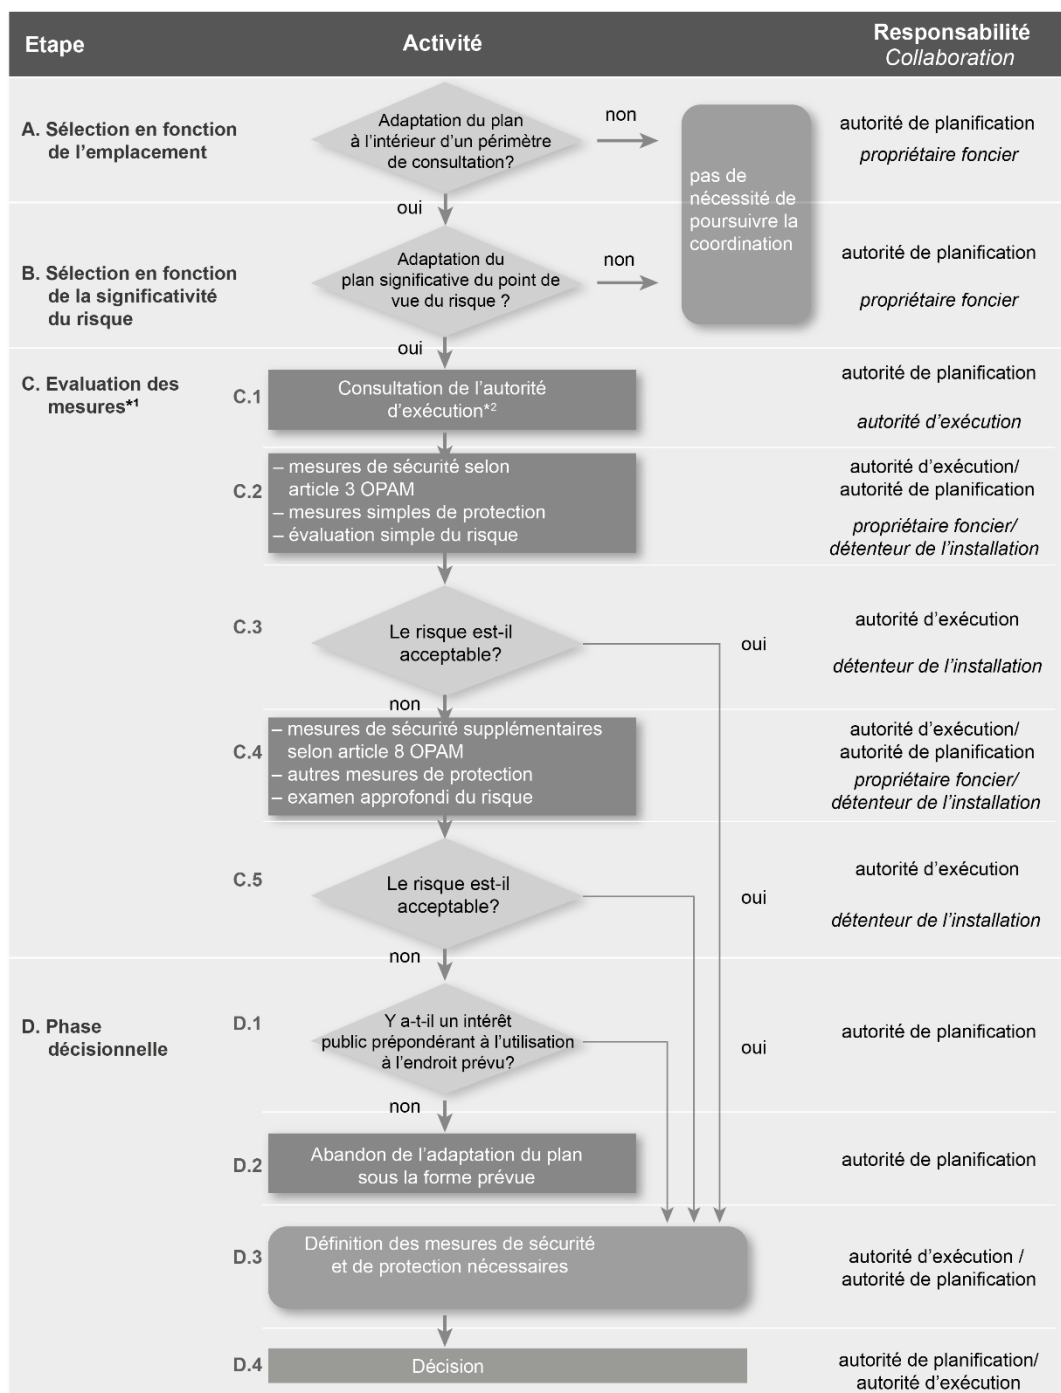 Etape
Activité
Responsabilité
Collaboration
A. Sélection en fonction
de l'emplacement
Adaptation du plan
à l'intérieur d'un périmètre
de consultation?
non
oui
pas de
nécessité de
poursuivre la
coordination
autorité de planification
propriétaire foncier
B. Sélection en fonction
de la significativité
du risque
Adaptation du
plan significative du point de
vue du risque ?
non
oui
autorité de planification
propriétaire foncier
C. Evaluation des
mesures*1
C.1
Consultation de l'autorité
d'exécution*2
autorité de planification
autorité d'exécution
C.2
– mesures de sécurité selon
article 3 OPAM
– mesures simples de protection
– évaluation simple du risque
autorité d'exécution/
autorité de planification
propriétaire foncier/
détenteur de l'installation
C.3
Le risque est-il
acceptable?
oui
non
autorité d'exécution
détenteur de l'installation
C.4
– mesures de sécurité supplémentaires
selon article 8 OPAM
– autres mesures de protection
– examen approfondi du risque
autorité d'exécution/
autorité de planification
propriétaire foncier/
détenteur de l'installation
C.5
Le risque est-il
acceptable?
oui
non
autorité d'exécution
détenteur de l'installation
D. Phase
décisionnelle
D.1
Y a-t-il un intérêt
public prépondérant à l'utilisation
à l'endroit prévu?
oui
non
autorité de planification
D.2
Abandon de l'adaptation du plan
sous la forme prévue
autorité de planification
D.3
Définition des mesures de sécurité
et de protection nécessaires
autorité d'exécution /
autorité de planification
D.4
Décision
autorité de planification/
autorité d'exécution